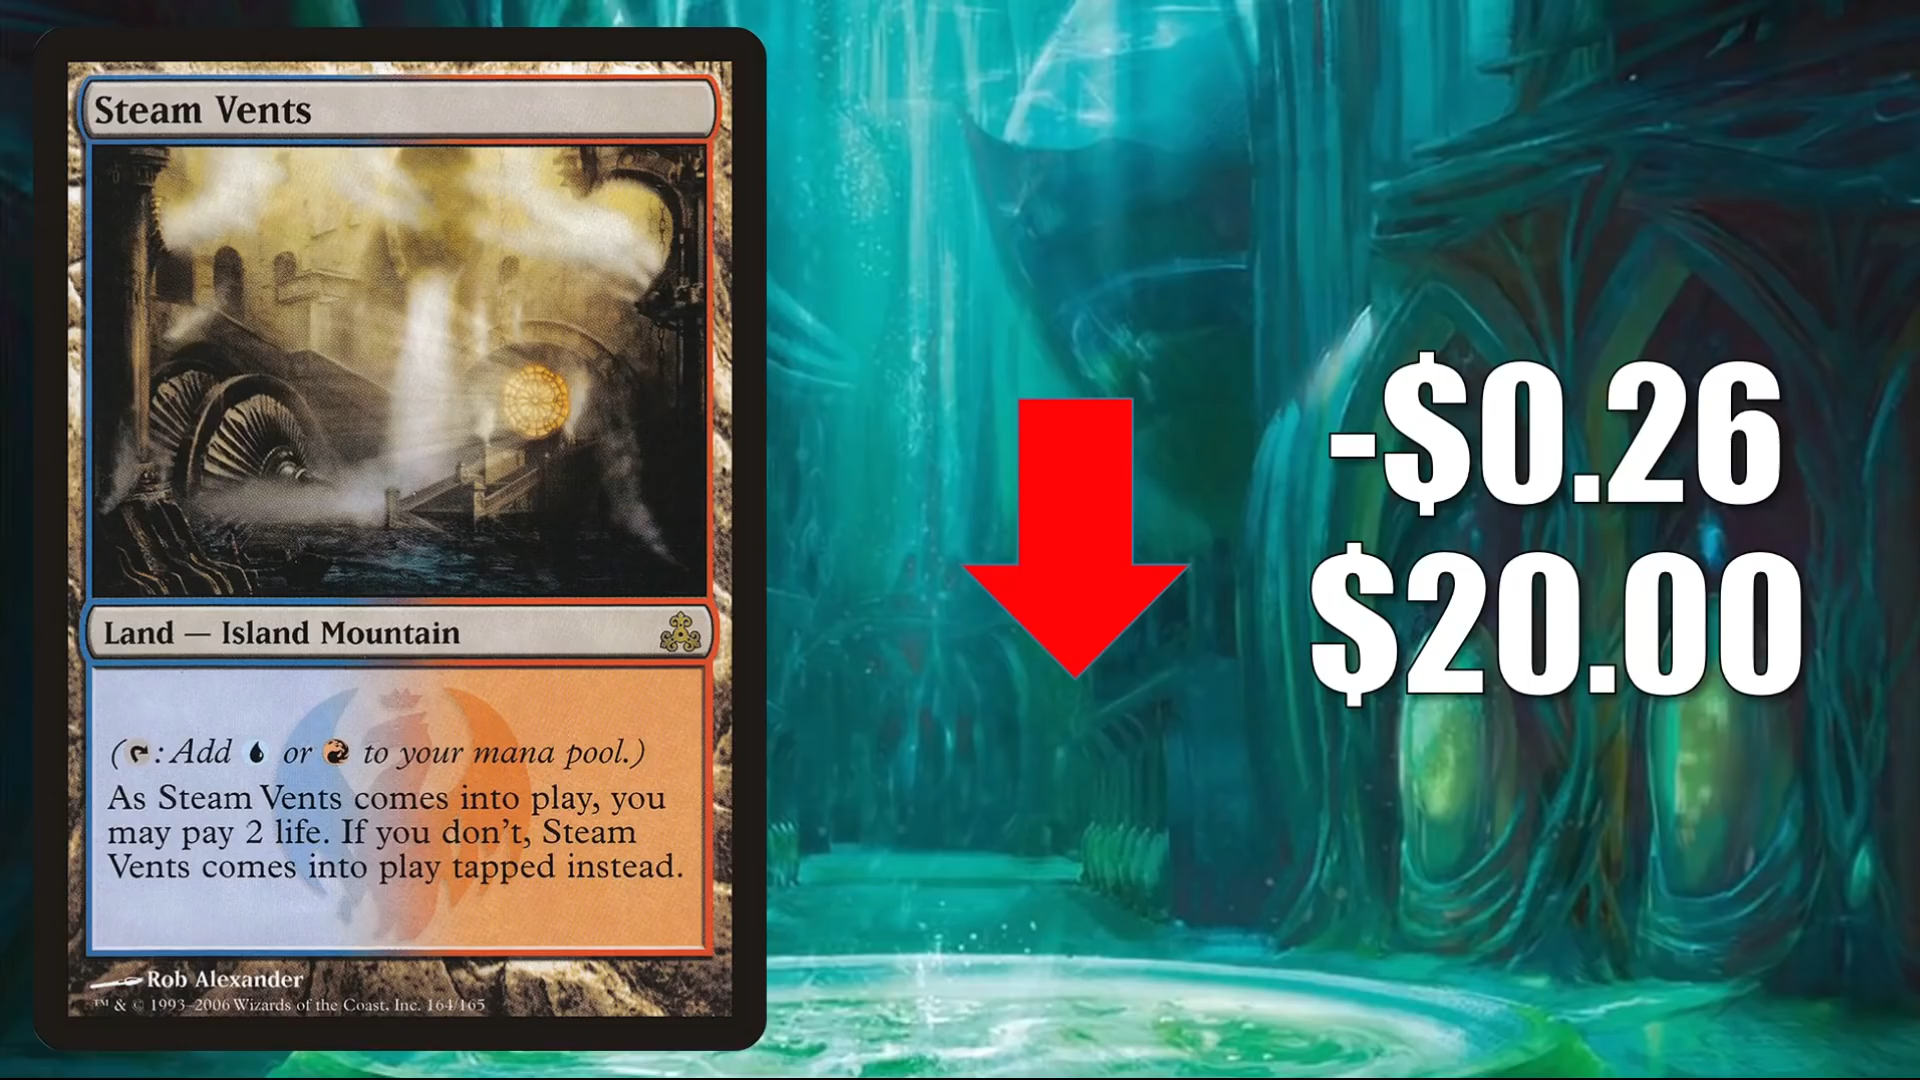 Steam Vents
Land — Island Mountain
( : Add or to your mana pool.)
As Steam Vents comes into play, you
may pay 2 life. If you don't, Steam
Vents comes into play tapped instead.
Rob Alexander
™ & © 1993–2006 Wizards of the Coast, Inc. 164/165
-$0.26
$20.00